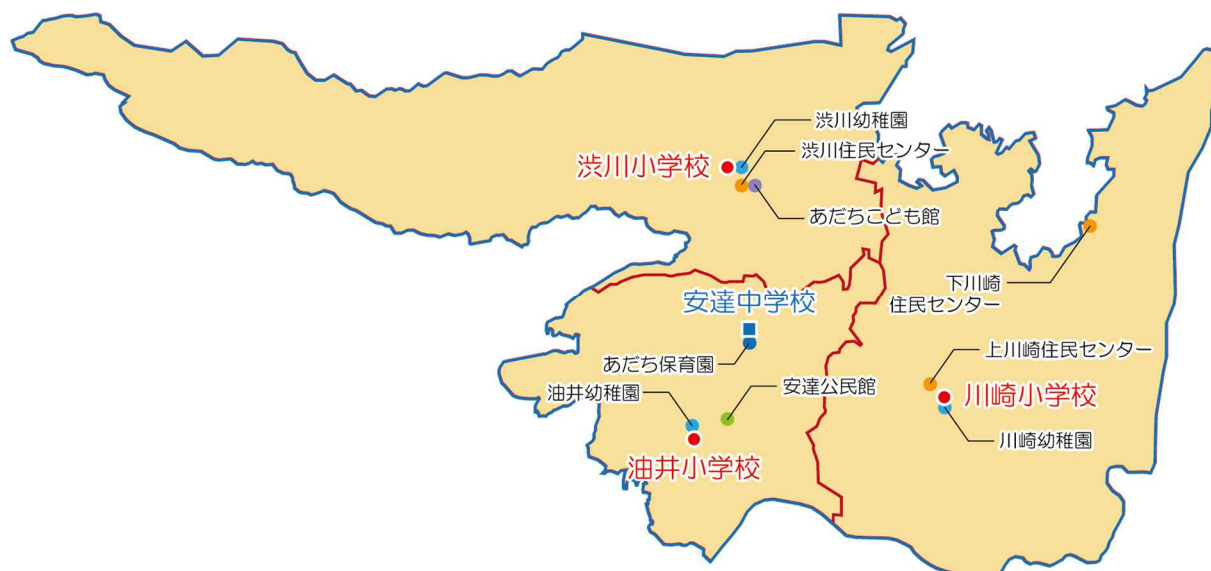 渋川幼稚園
渋川住民センター
渋川小学校
あだちこども館
下川崎
住民センター
安達中学校
あだち保育園
上川崎住民センター
油井幼稚園
安達公民館
川崎小学校
川崎幼稚園
油井小学校